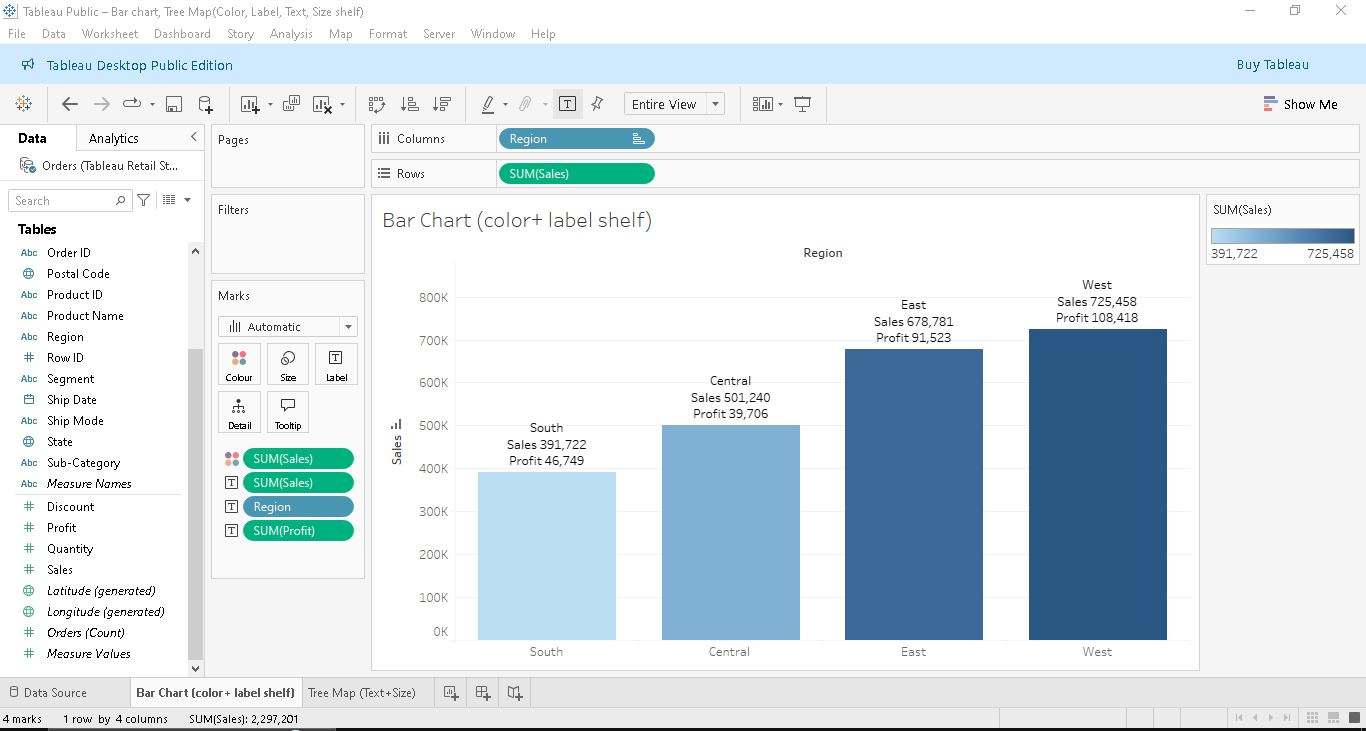 Tableau Public – Bar chart, Tree Map(Color, Label, Text, Size shelf)
File Data Worksheet Dashboard Story Analysis Map Format Server Window Help
Tableau Desktop Public Edition
Buy Tableau
Entire View
Show Me
Data
Analytics
Orders (Tableau Retail St...
Search
Tables
Abc Order ID
Postal Code
Abc Product ID
Abc Product Name
Abc Region
# Row ID
Abc Segment
Ship Date
Abc Ship Mode
State
Abc Sub-Category
Abc Measure Names
# Discount
# Profit
# Quantity
# Sales
Latitude (generated)
Longitude (generated)
# Orders (Count)
# Measure Values
Pages
Filters
Marks
Automatic
Colour Size Label
Detail Tooltip
SUM(Sales)
SUM(Sales)
Region
SUM(Profit)
Columns Region
Rows SUM(Sales)
Bar Chart (color+ label shelf)
Region
800K
700K
600K
500K
400K
300K
200K
100K
0K
Sales
South
Sales 391,722
Profit 46,749
Central
Sales 501,240
Profit 39,706
East
Sales 678,781
Profit 91,523
West
Sales 725,458
Profit 108,418
South Central East West
SUM(Sales)
391,722 725,458
Data Source Bar Chart (color+ label shelf) Tree Map (Text+Size)
4 marks 1 row by 4 columns SUM(Sales): 2,297,201